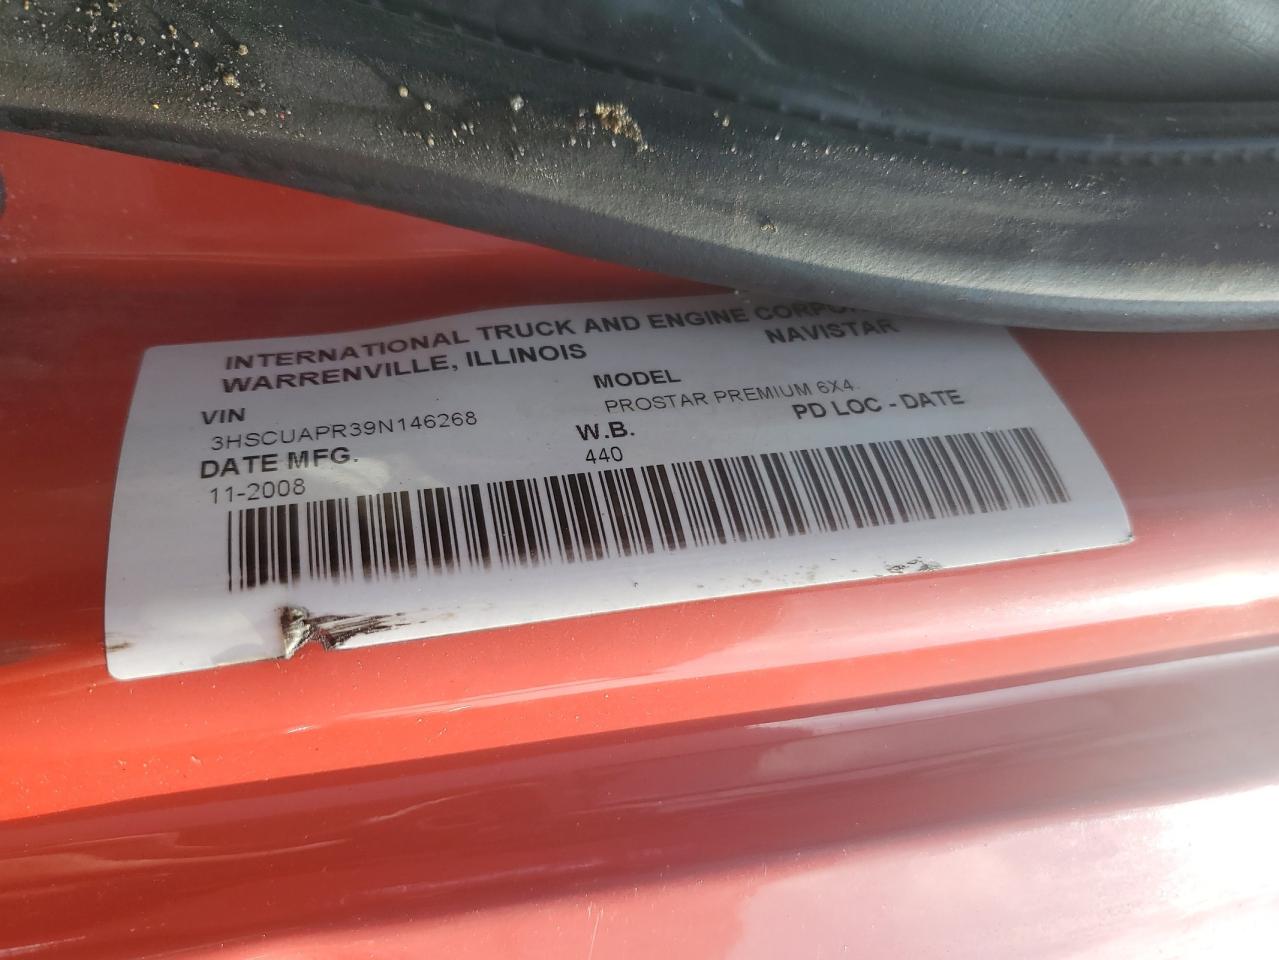 INTERNATIONAL TRUCK AND ENGINE
WARRENVILLE, ILLINOIS NAVISTAR
VIN MODEL
3HSCUAPR39N146268 PROSTAR PREMIUM 6X4
DATE MFG. W.B. PD LOC - DATE
11-2008 440